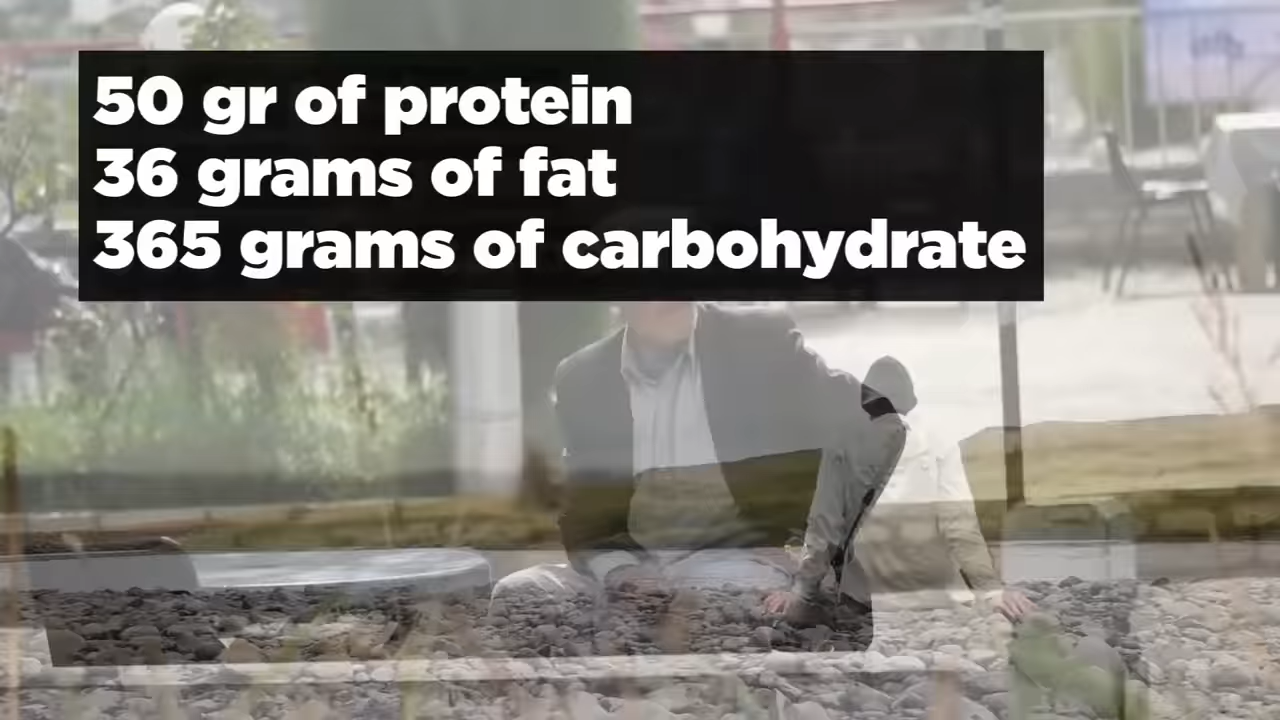 50 gr of protein
36 grams of fat
365 grams of carbohydrate